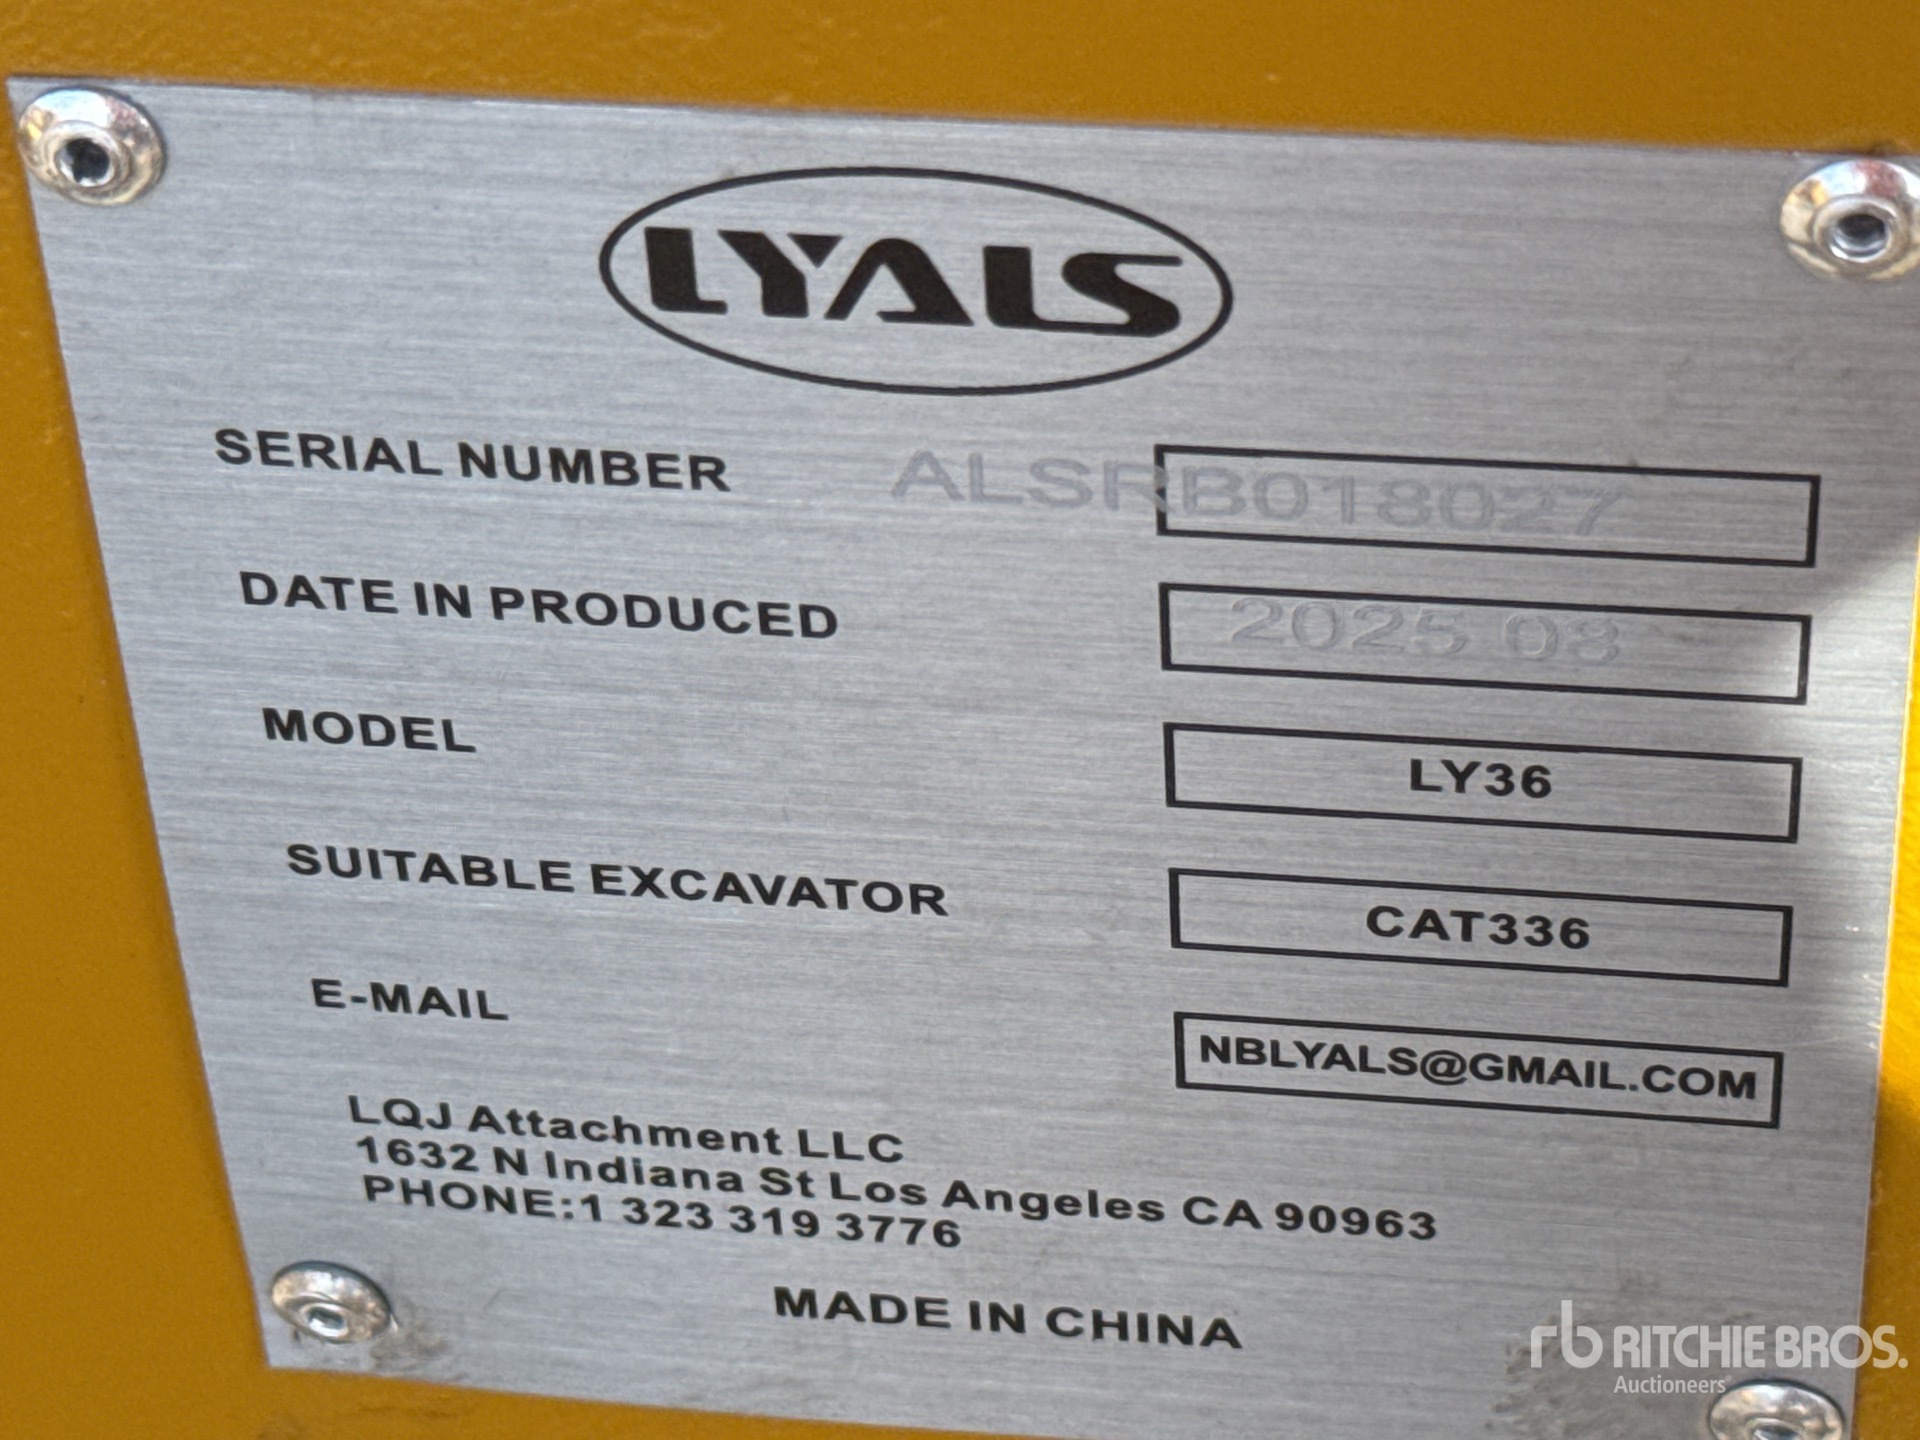 LYALS
SERIAL NUMBER ALSRB018027
DATE IN PRODUCED 2025 08
MODEL LY36
SUITABLE EXCAVATOR CAT336
E-MAIL NBLYALS@GMAIL.COM
LQJ Attachment LLC
1632 N Indiana St Los Angeles CA 90963
PHONE:1 323 319 3776
MADE IN CHINA
rb RITCHIE BROS.
Auctioneers